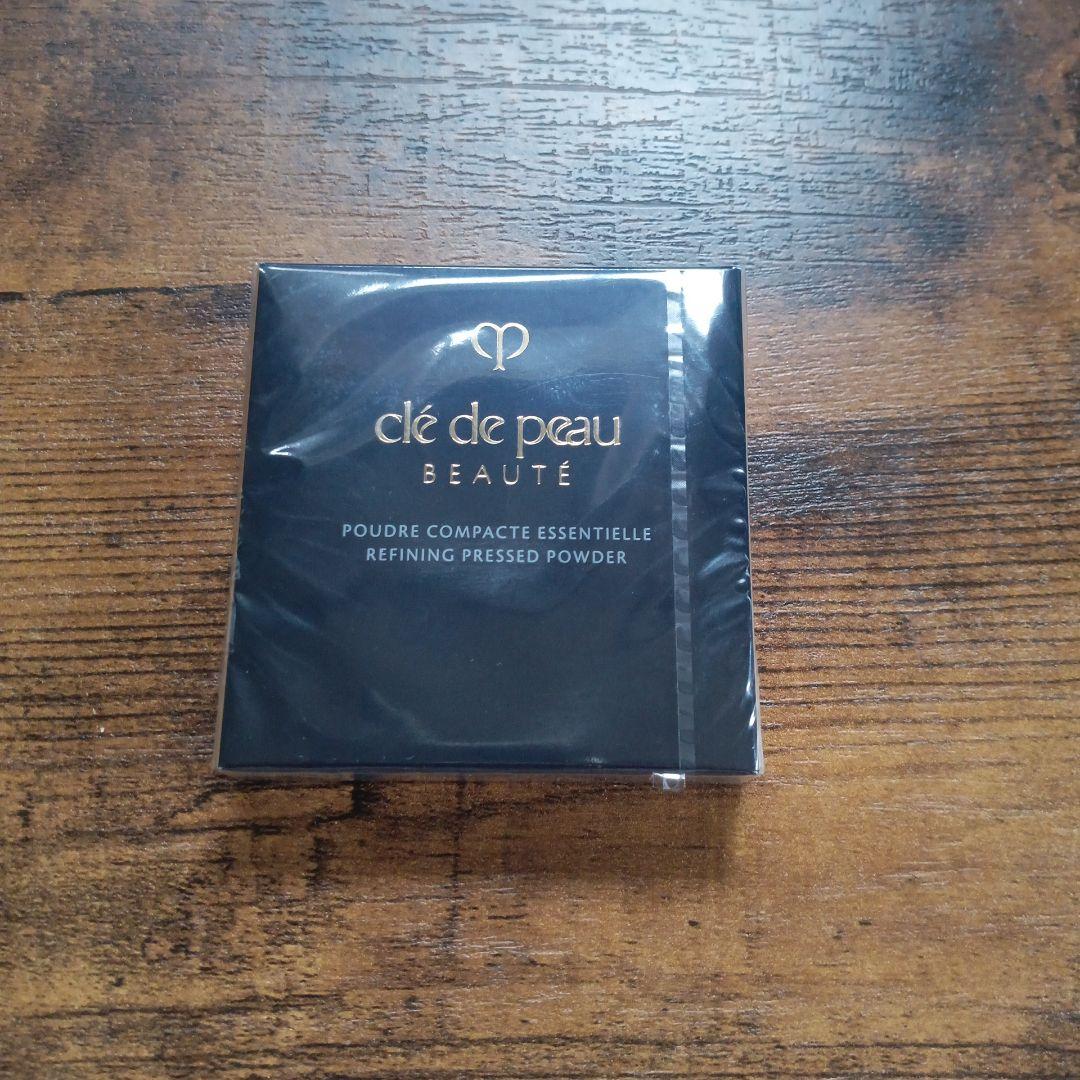 clé de peau
BEAUTÉ
POUDRE COMPACTE ESSENTIELLE
REFINING PRESSED POWDER